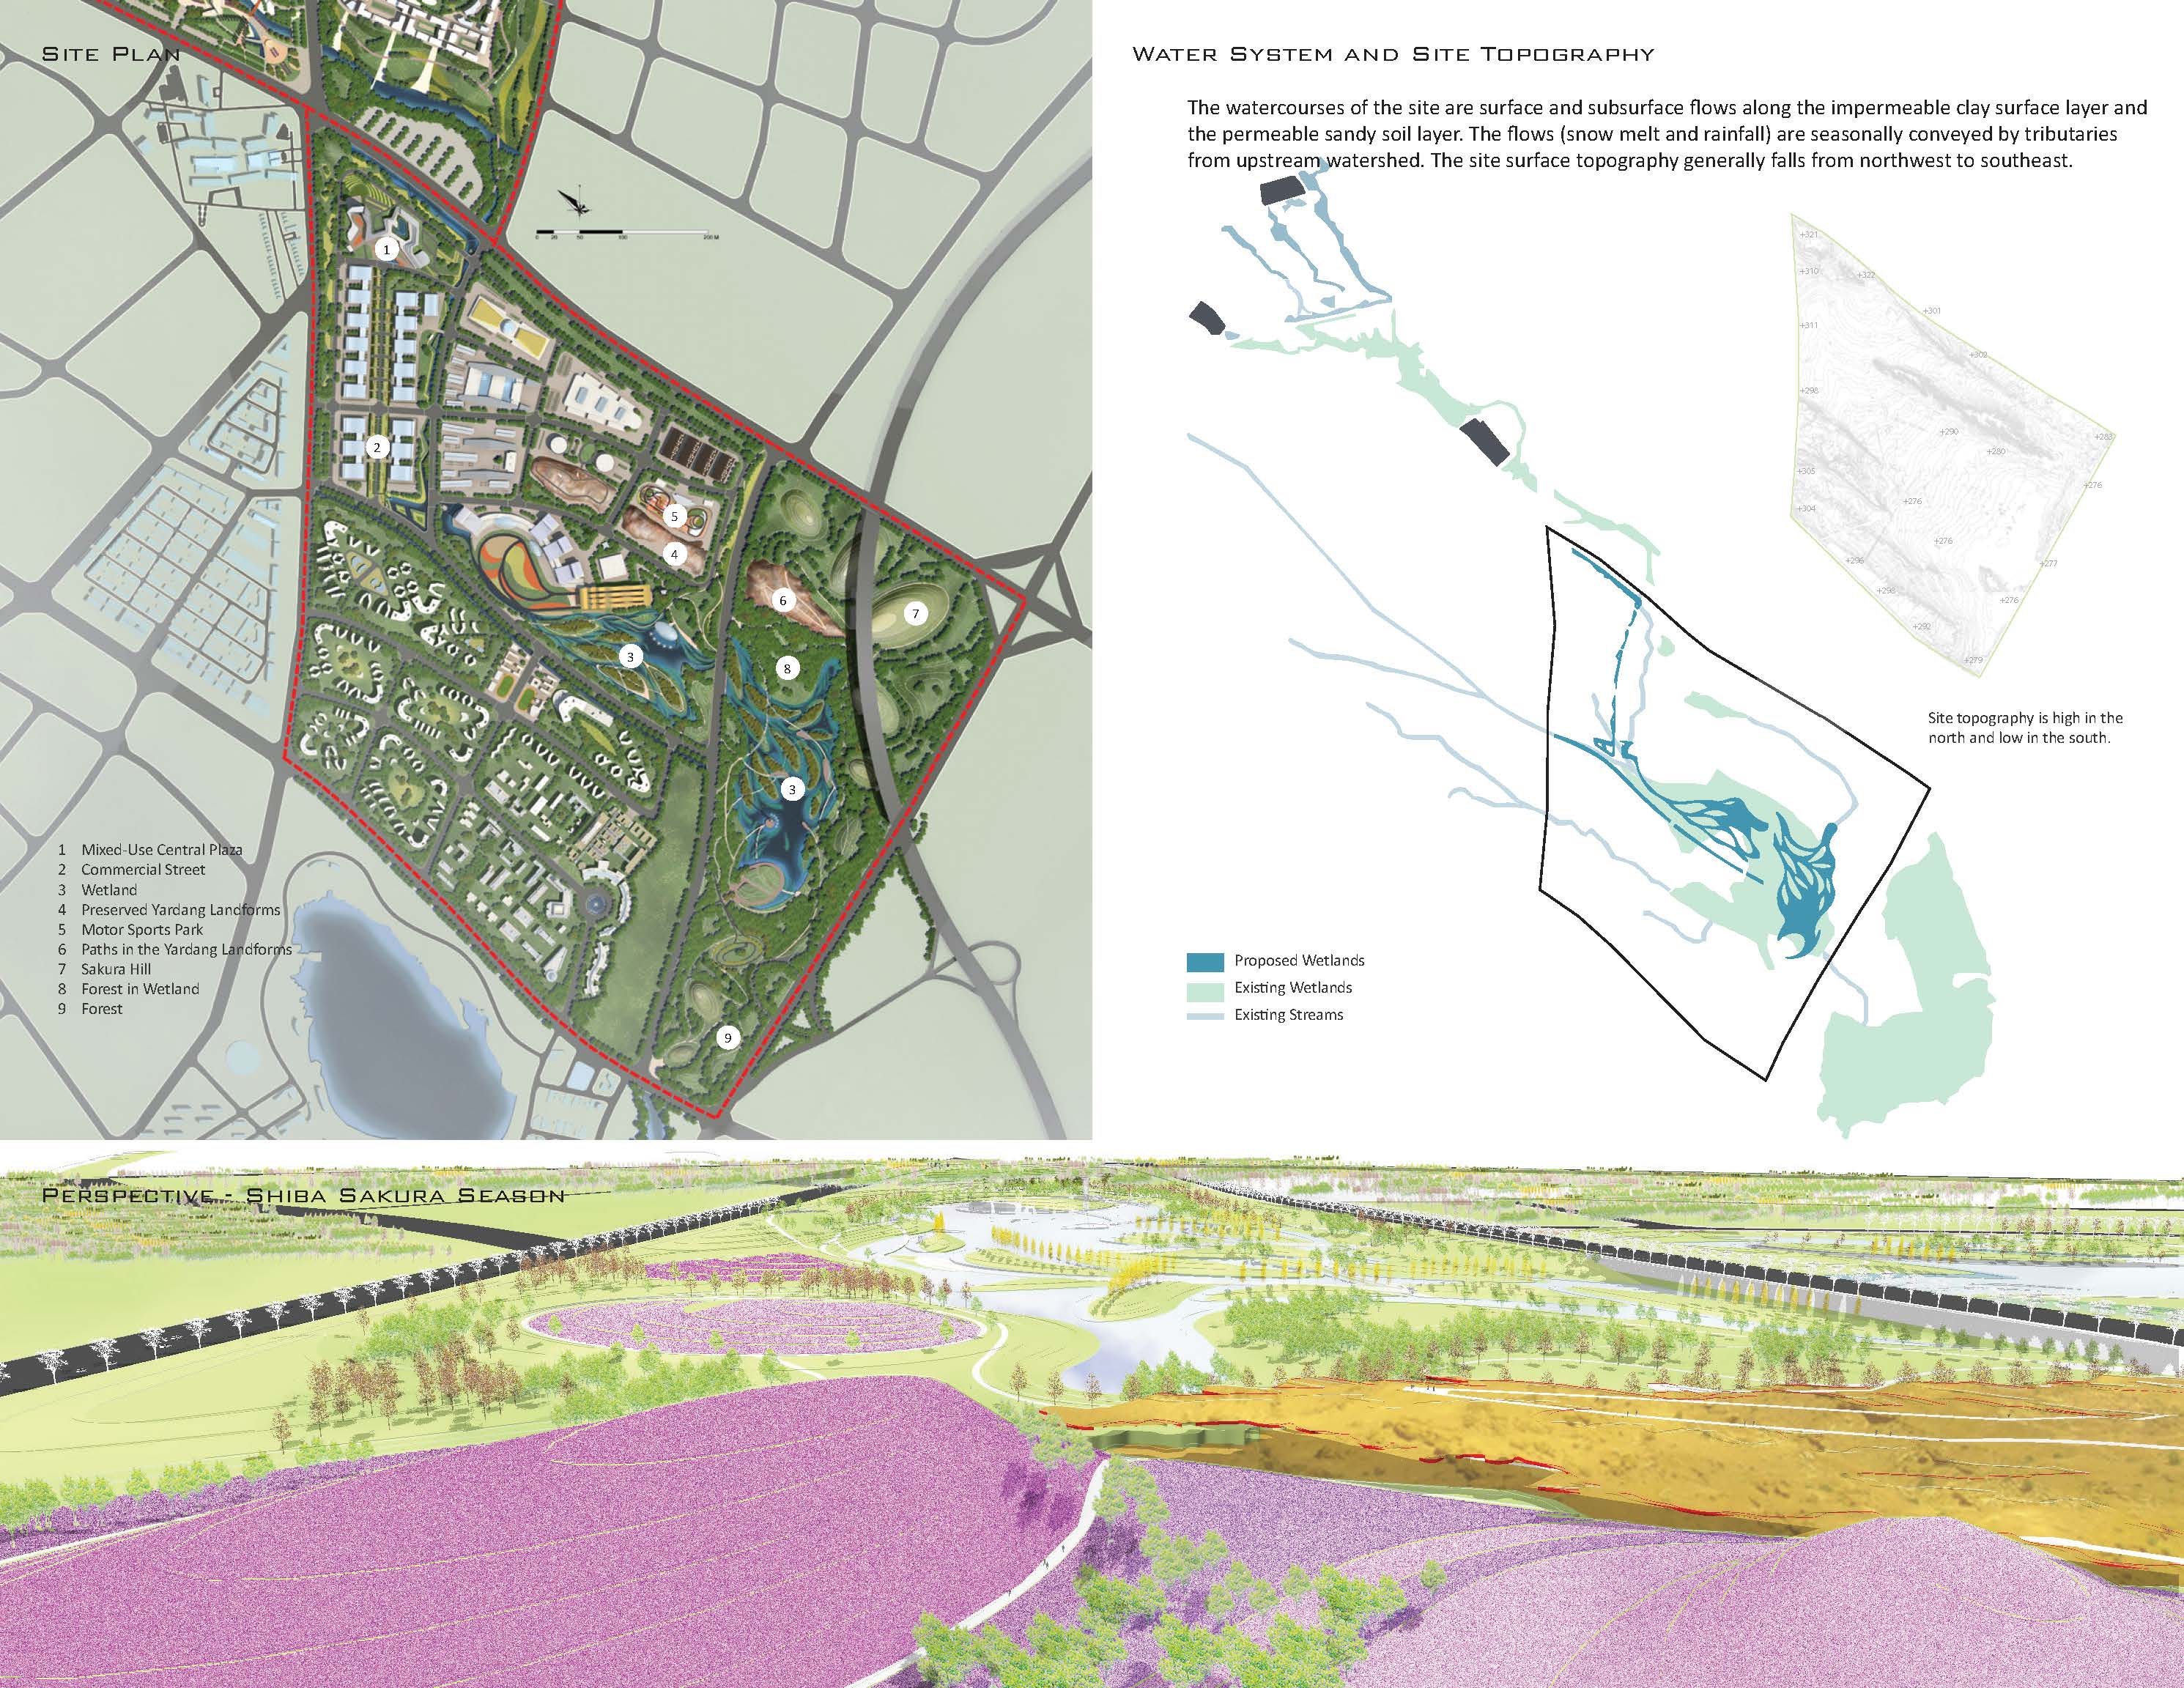 SITE PLAN
1
2
5
4
6
7
3
8
3
9
0 20 50 100 200 M
1 Mixed-Use Central Plaza
2 Commercial Street
3 Wetland
4 Preserved Yardang Landforms
5 Motor Sports Park
6 Paths in the Yardang Landforms
7 Sakura Hill
8 Forest in Wetland
9 Forest
WATER SYSTEM AND SITE TOPOGRAPHY
The watercourses of the site are surface and subsurface flows along the impermeable clay surface layer and
the permeable sandy soil layer. The flows (snow melt and rainfall) are seasonally conveyed by tributaries
from upstream watershed. The site surface topography generally falls from northwest to southeast.
+321
+310
+322
+301
+311
+302
+298
+290
+283
+280
+305
+276
+276
+304
+276
+296
+277
+298
+276
+292
+279
Site topography is high in the
north and low in the south.
Proposed Wetlands
Existing Wetlands
Existing Streams
PERSPECTIVE - SHIBA SAKURA SEASON